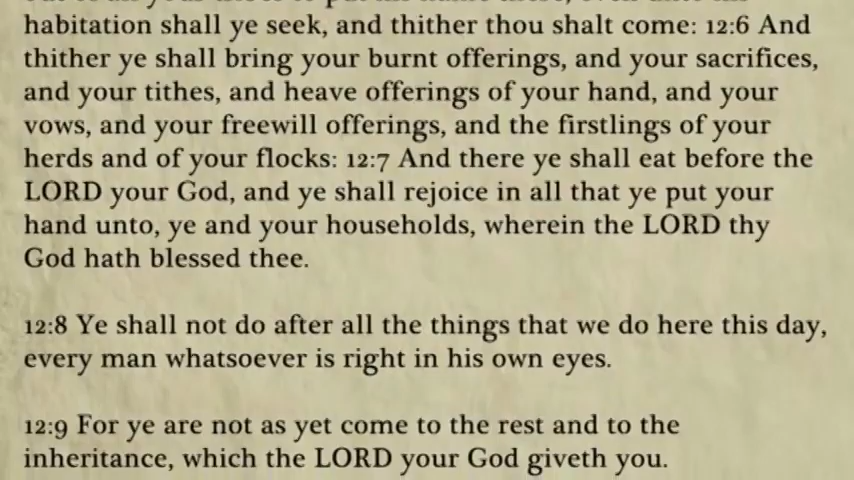 habitation shall ye seek, and thither thou shalt come: 12:6 And
thither ye shall bring your burnt offerings, and your sacrifices,
and your tithes, and heave offerings of your hand, and your
vows, and your freewill offerings, and the firstlings of your
herds and of your flocks: 12:7 And there ye shall eat before the
LORD your God, and ye shall rejoice in all that ye put your
hand unto, ye and your households, wherein the LORD thy
God hath blessed thee.
12:8 Ye shall not do after all the things that we do here this day,
every man whatsoever is right in his own eyes.
12:9 For ye are not as yet come to the rest and to the
inheritance, which the LORD your God giveth you.